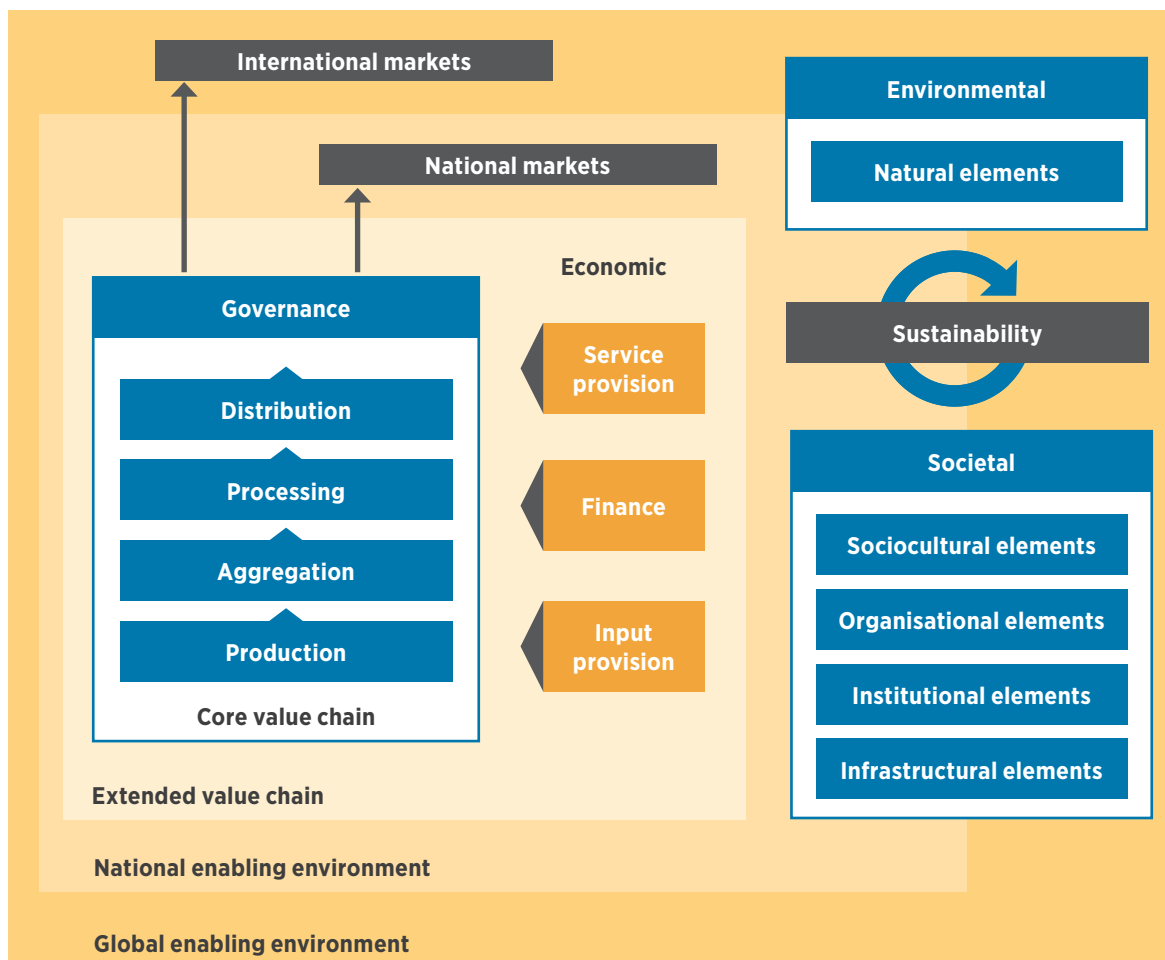 International markets
National markets
Economic
Governance
Distribution
Processing
Aggregation
Production
Core value chain
Service
provision
Finance
Input
provision
Extended value chain
National enabling environment
Global enabling environment
Environmental
Natural elements
Sustainability
Societal
Sociocultural elements
Organisational elements
Institutional elements
Infrastructural elements